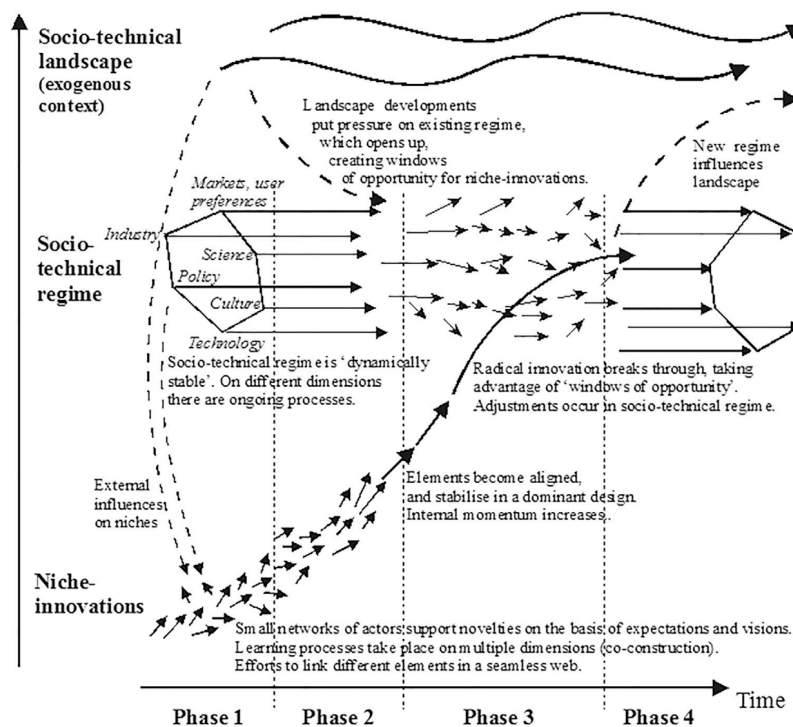 Socio-technical
landscape
(exogenous
context)
Landscape developments
put pressure on existing regime,
which opens up,
creating windows
of opportunity for niche-innovations.
New regime
influences
landscape
Markets, user
preferences
Industry
Science
Policy
Culture
Technology
Socio-
technical
regime
Socio-technical regime is ‘dynamically
stable’. On different dimensions
there are ongoing processes.
Radical innovation breaks through, taking
advantage of ‘windows of opportunity’.
Adjustments occur in socio-technical regime.
External
influences
on niches
Elements become aligned,
and stabilise in a dominant design.
Internal momentum increases..
Niche-
innovations
Small networks of actors support novelties on the basis of expectations and visions.
Learning processes take place on multiple dimensions (co-construction).
Efforts to link different elements in a seamless web.
Time
Phase 1 Phase 2 Phase 3 Phase 4